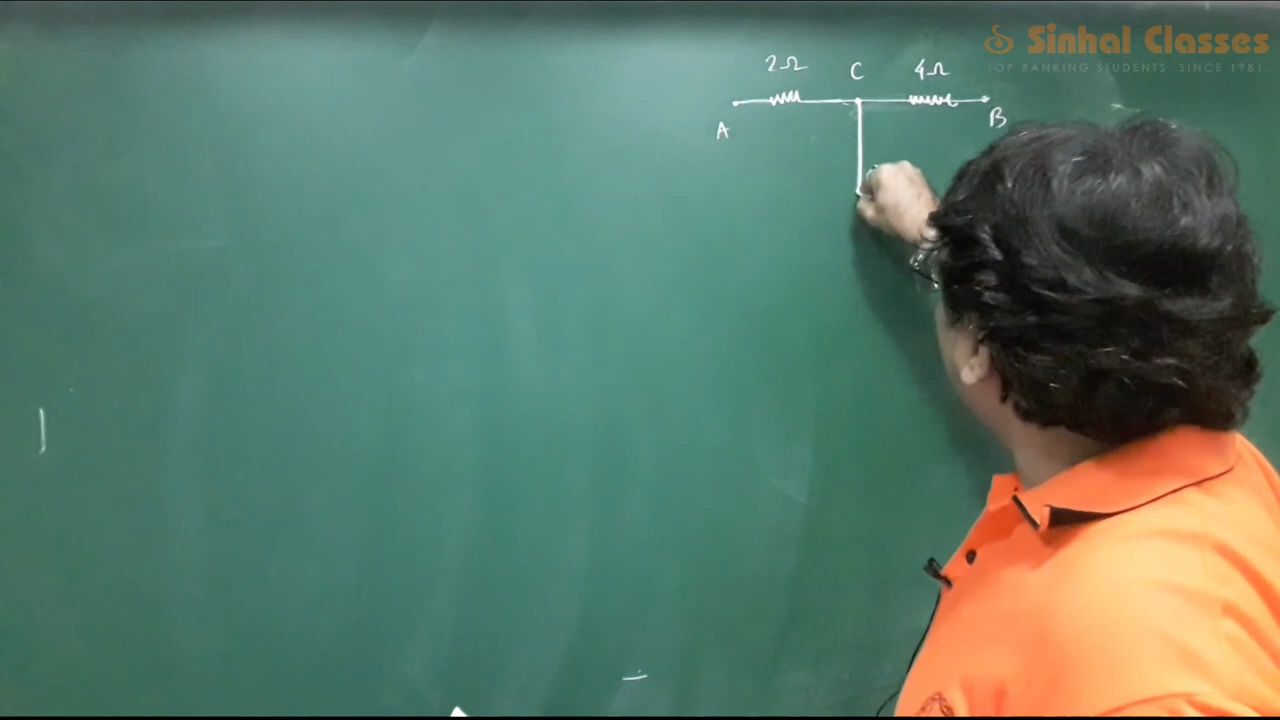 Sinhal Classes
TOP RANKING STUDENTS, SINCE 1981.
2Ω C 4Ω
A B